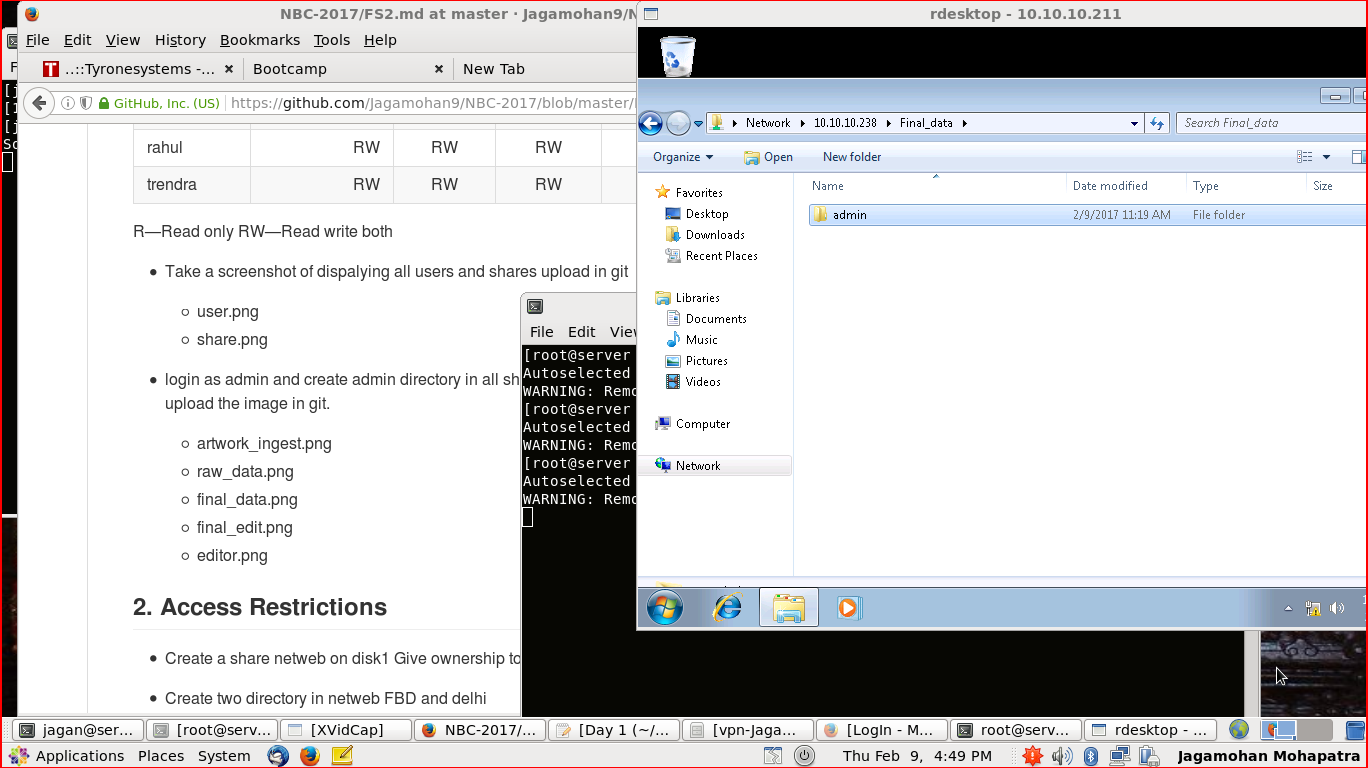 NBC-2017/FS2.md at master · Jagamohan9/N
File Edit View History Bookmarks Tools Help
..::Tyronesystems -... × Bootcamp × New Tab
GitHub, Inc. (US) https://github.com/Jagamohan9/NBC-2017/blob/master/
rahul RW RW RW
trendra RW RW RW
R—Read only RW—Read write both
Take a screenshot of dispalying all users and shares upload in git
user.png
share.png
login as admin and create admin directory in all sh
upload the image in git.
artwork_ingest.png
raw_data.png
final_data.png
final_edit.png
editor.png
2. Access Restrictions
Create a share netweb on disk1 Give ownership to
Create two directory in netweb FBD and delhi
File Edit Vie
[root@server
Autoselected
WARNING: Remo
[root@server
Autoselected
WARNING: Remo
[root@server
Autoselected
WARNING: Remo
rdesktop - 10.10.10.211
Network 10.10.10.238 Final_data
Search Final_data
Organize Open New folder
Favorites
Desktop
Downloads
Recent Places
Libraries
Documents
Music
Pictures
Videos
Computer
Network
Name Date modified Type Size
admin 2/9/2017 11:19 AM File folder
jagan@ser... [root@serv... [XVidCap] NBC-2017/... [Day 1 (~/... [vpn-Jaga... [LogIn - M... root@serv... rdesktop - ...
Applications Places System Thu Feb 9, 4:49 PM Jagamohan Mohapatra